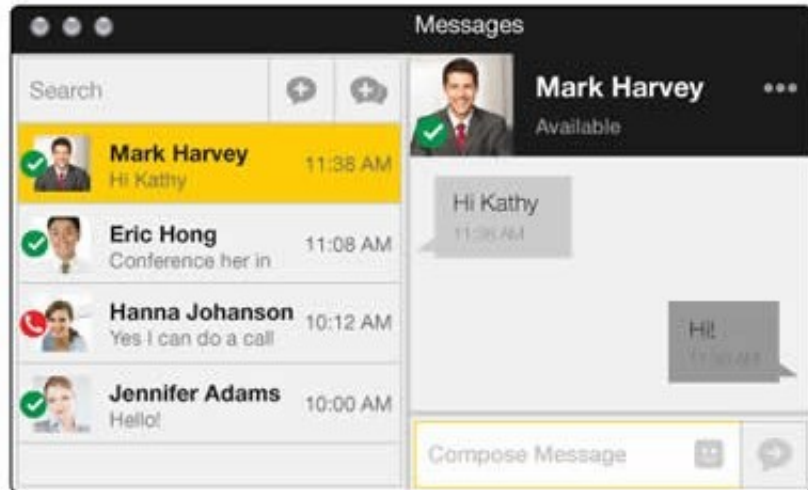 Messages
Search
Mark Harvey
Hi Kathy
11:38 AM
Eric Hong
Conference her in
11:08 AM
Hanna Johanson
Yes I can do a call
10:12 AM
Jennifer Adams
Hello!
10:00 AM
Mark Harvey
Available
Hi Kathy
Hi!
Compose Message